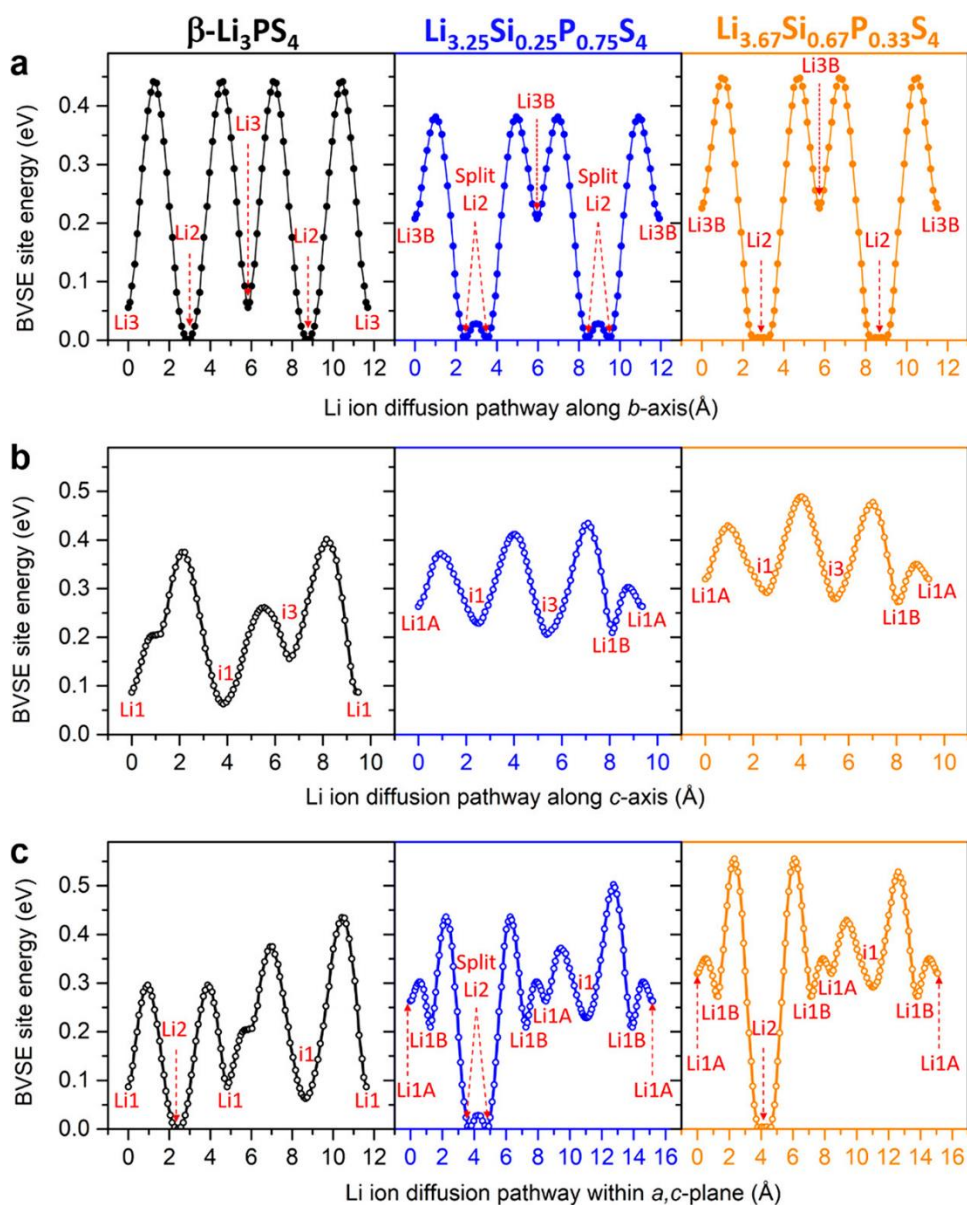 β-Li3PS4 Li3.25Si0.25P0.75S4 Li3.67Si0.67P0.33S4
a
BVSE site energy (eV)
0.4
0.3
0.2
0.1
0.0
Li3 Li2 Li3 Li2 Li3
Li3B Split Li2 Li3B Split Li2 Li3B
Li3B Li2 Li3B Li2 Li3B
0 2 4 6 8 10 12 0 2 4 6 8 10 12 0 2 4 6 8 10 12
Li ion diffusion pathway along b-axis(Å)
b
BVSE site energy (eV)
0.5
0.4
0.3
0.2
0.1
0.0
Li1 i1 i3 Li1
Li1A i1 i3 Li1B Li1A
Li1A i1 i3 Li1B Li1A
0 2 4 6 8 10 0 2 4 6 8 10 0 2 4 6 8 10
Li ion diffusion pathway along c-axis (Å)
c
BVSE site energy (eV)
0.5
0.4
0.3
0.2
0.1
0.0
Li1 Li2 Li1 i1 Li1
Li1A Li1B Split Li2 Li1B Li1A i1 Li1B Li1A
Li1A Li1B Li2 Li1B Li1A i1 Li1B Li1A
0 2 4 6 8 10 12 0 2 4 6 8 10 12 14 16 0 2 4 6 8 10 12 14 16
Li ion diffusion pathway within a,c-plane (Å)